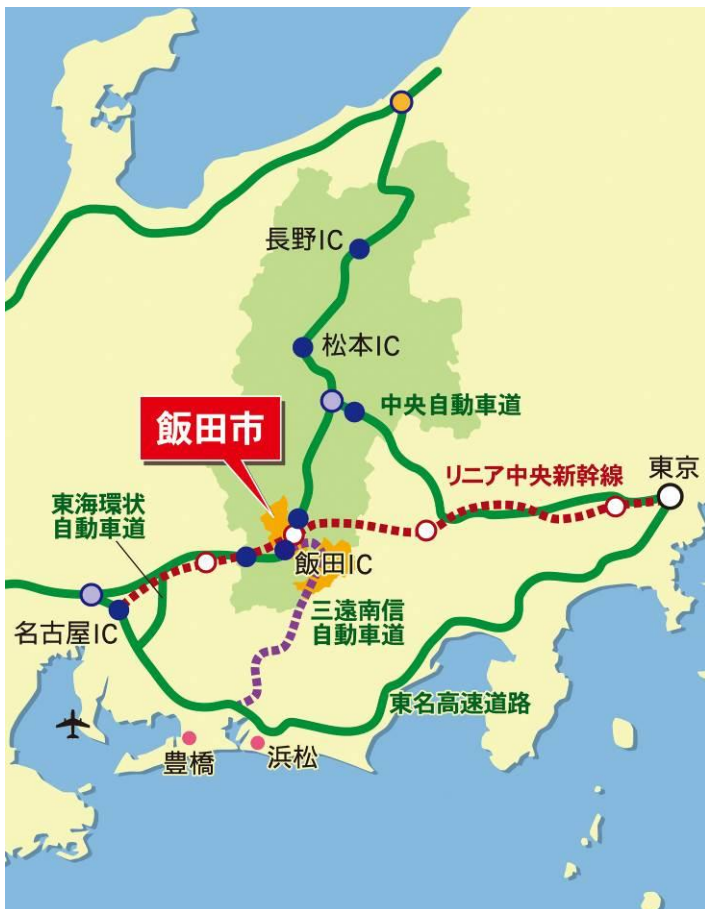 長野IC
松本IC
中央自動車道
飯田市
リニア中央新幹線
東京
東海環状
自動車道
飯田IC
三遠南信
自動車道
名古屋IC
東名高速道路
豊橋
浜松